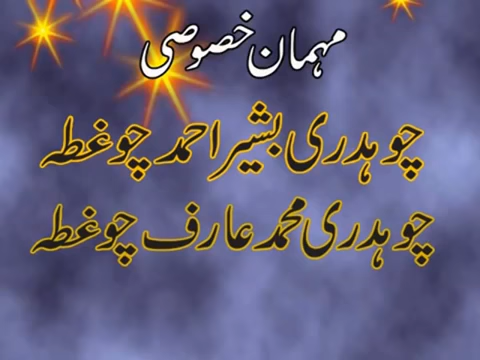 مہمان خصوصی
چوہدری بشیر احمد چوغطہ
چوہدری محمد عارف چوغطہ